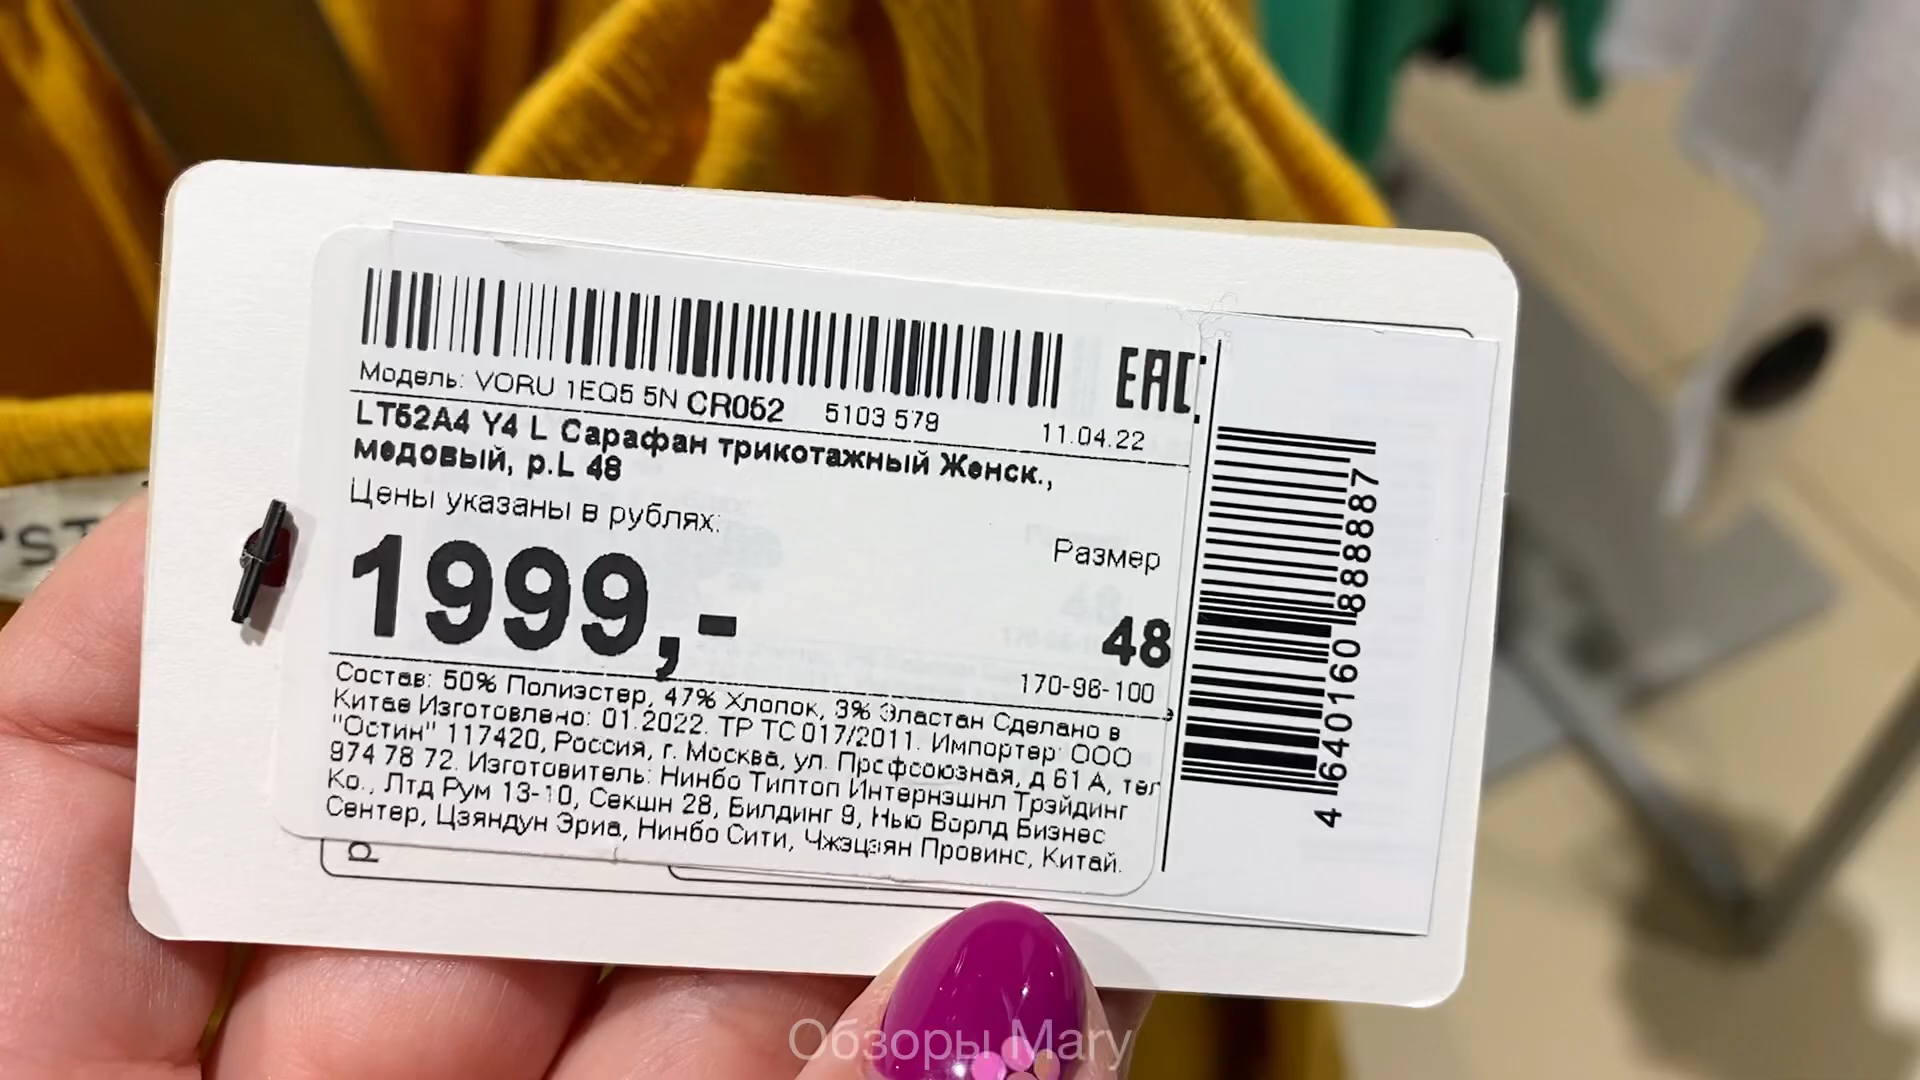 Модель: VORU 1EQ5 5N CR052 5103 579
EAC
11.04.22
LT52A4 Y4 L Сарафан трикотажный Женск.,
медовый, р.L 48
Цены указаны в рублях:
1999,-
Размер
48
170-96-100
Состав: 50% Полиэстер, 47% Хлопок, 3% Эластан Сделано в
Китае Изготовлено: 01.2022. ТР ТС 017/2011. Импортер: ООО
"Остин" 117420, Россия, г. Москва, ул. Профсоюзная, д 61 А, тел
974 78 72. Изготовитель: Нинбо Типтоп Интернэшнл Трэйдинг
Ко., Лтд Рум 13-10, Секшн 28, Билдинг 9, Нью Ворлд Бизнес
Сентер, Цзяндун Эриа, Нинбо Сити, Чжэцзян Провинс, Китай.
4 640160 888887
Обзоры Mary